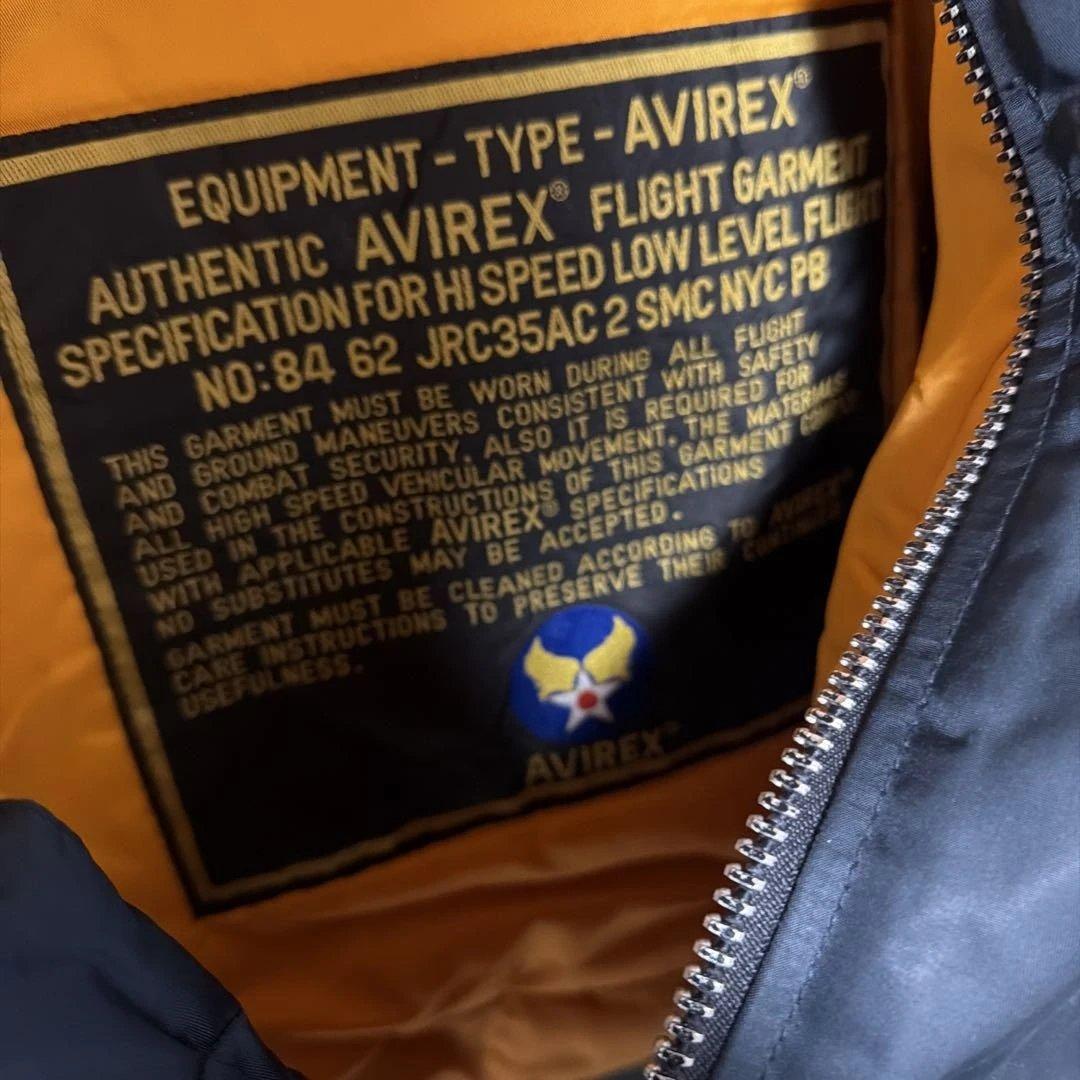 EQUIPMENT - TYPE - AVIREX®
AUTHENTIC AVIREX® FLIGHT GARMENT
SPECIFICATION FOR HI SPEED LOW LEVEL FLIGHT
NO:84 62 JRC35AC 2 SMC NYC PB
THIS GARMENT MUST BE WORN DURING ALL FLIGHT
AND GROUND MANEUVERS CONSISTENT WITH SAFETY
AND COMBAT SECURITY. ALSO IT IS REQUIRED FOR
ALL HIGH SPEED VEHICULAR MOVEMENT. THE MATERIALS
USED IN THE CONSTRUCTIONS OF THIS GARMENT
WITH APPLICABLE AVIREX® SPECIFICATIONS
NO SUBSTITUTES MAY BE ACCEPTED.
GARMENT MUST BE CLEANED ACCORDING TO AVIREX
CARE INSTRUCTIONS TO PRESERVE THEIR CONTINUED
USEFULNESS.
AVIREX